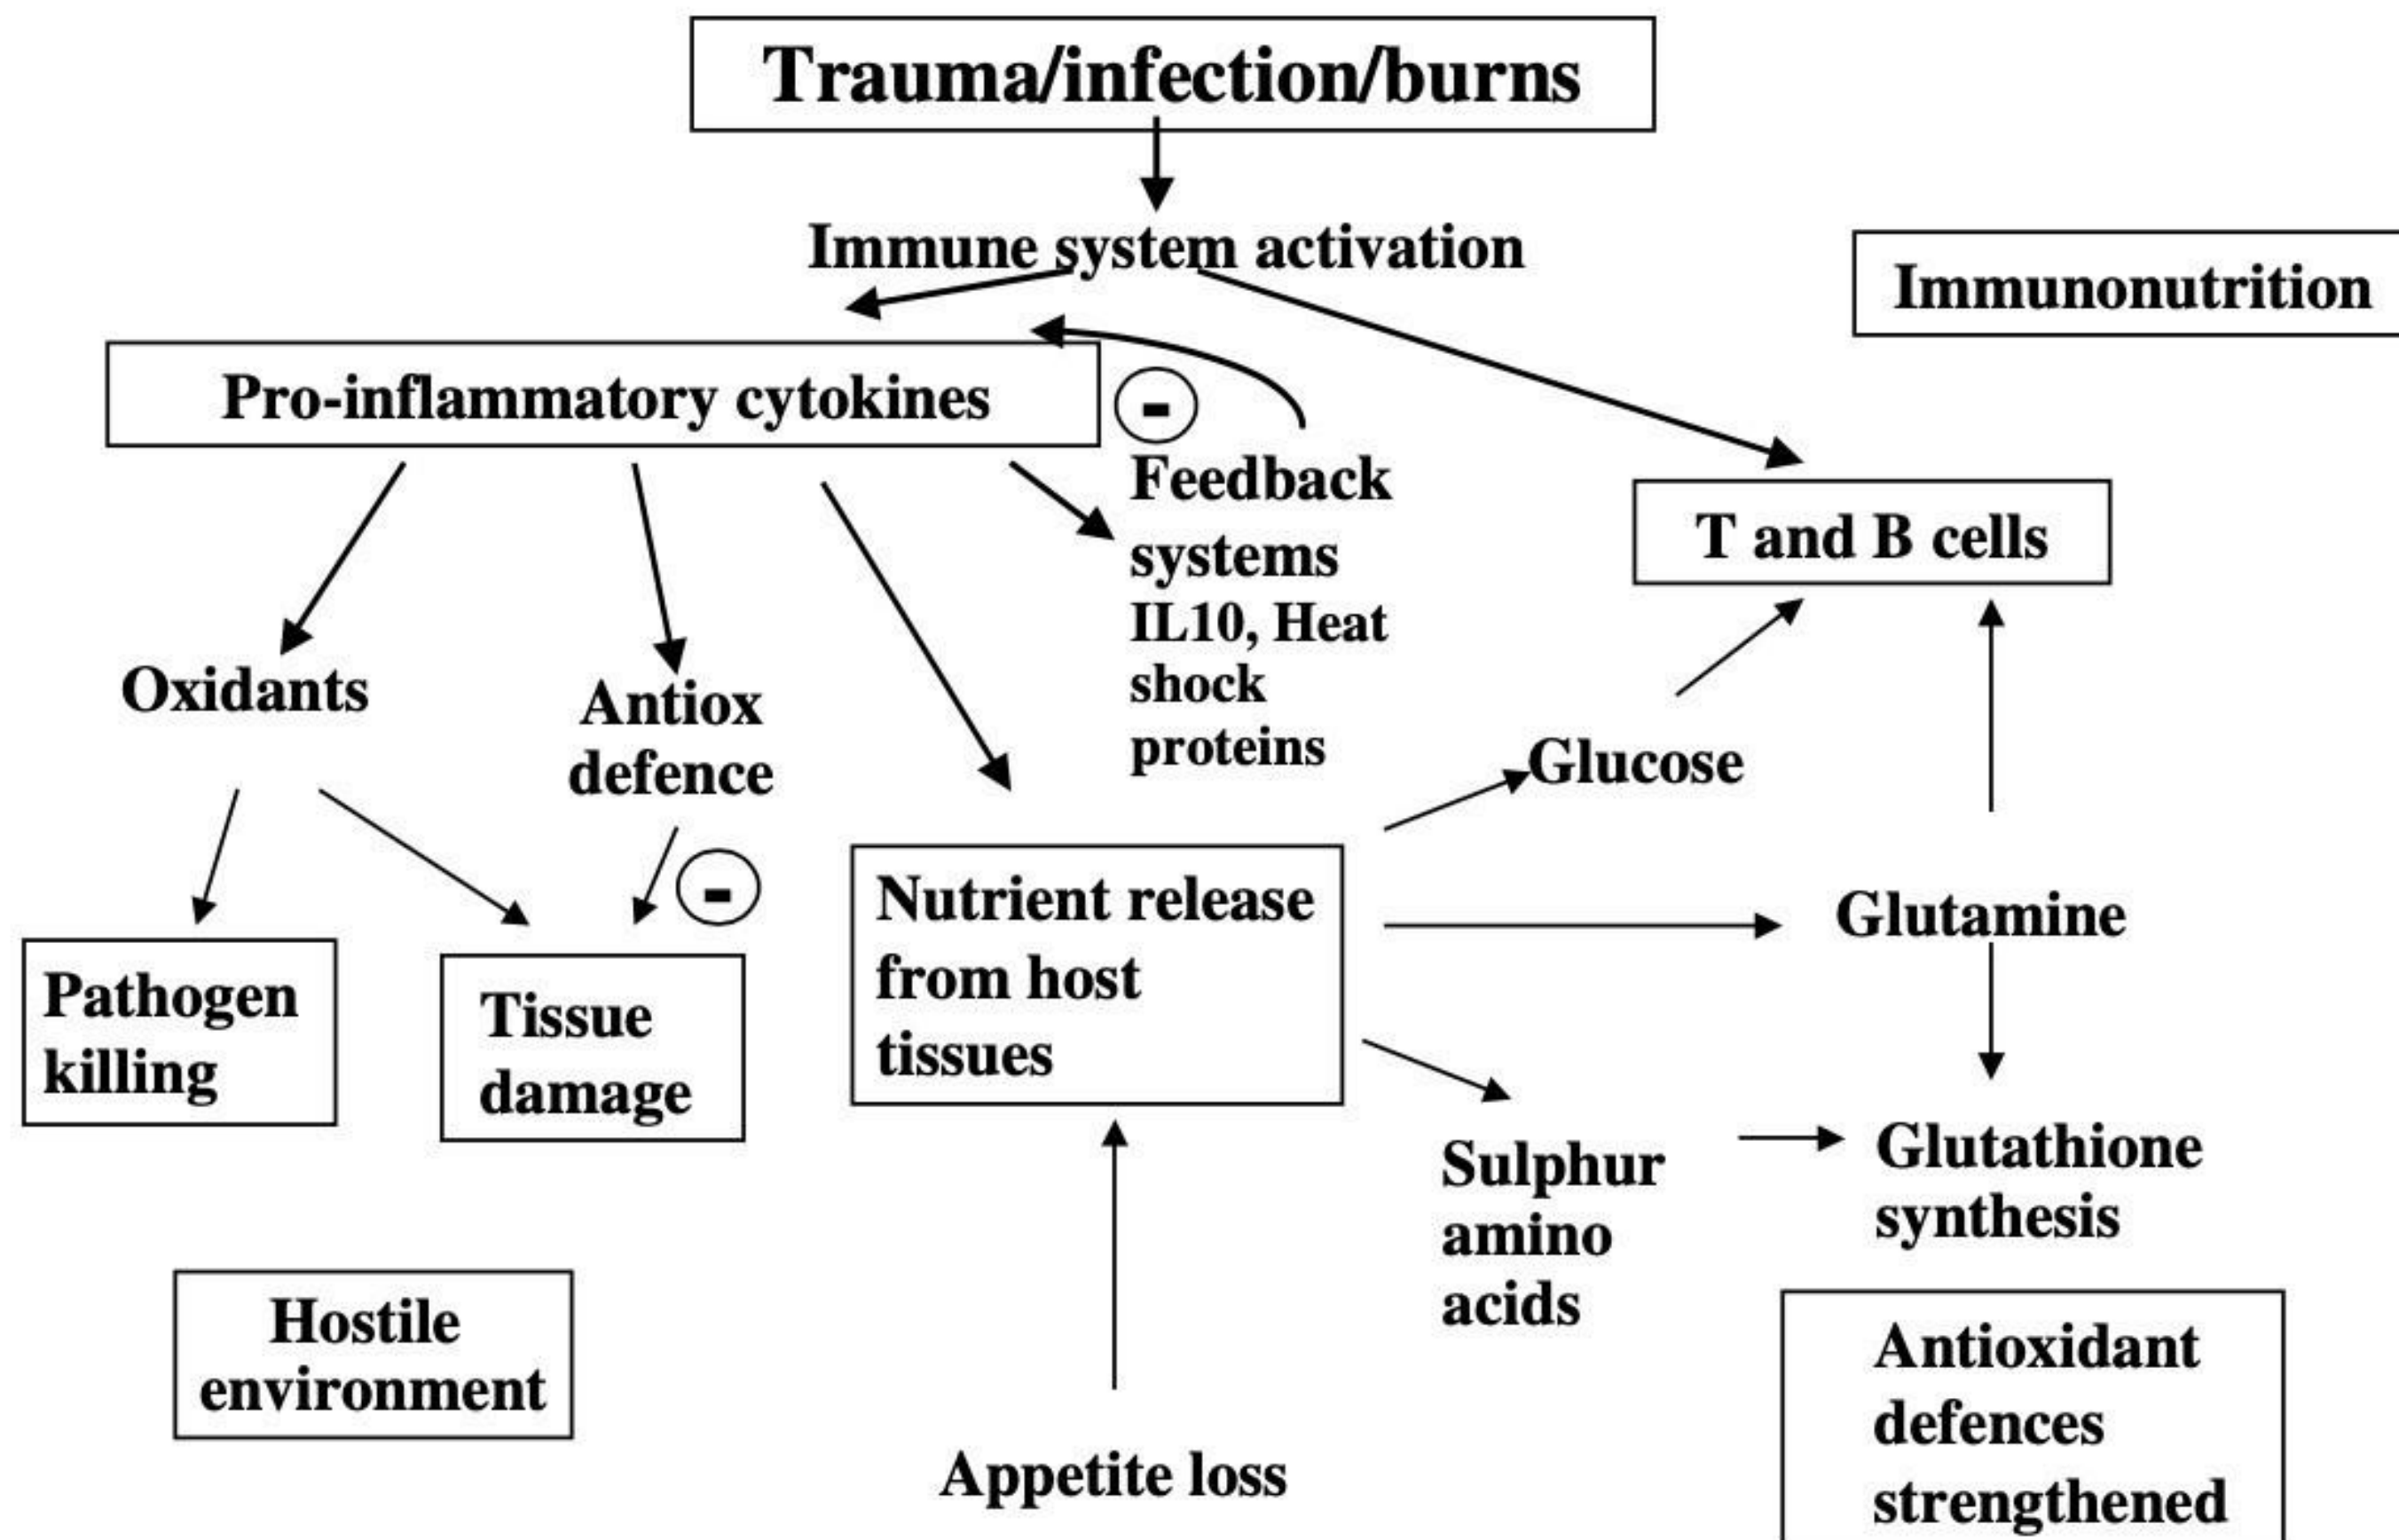 Trauma/infection/burns
Immune system activation
Immunonutrition
Pro-inflammatory cytokines
-
Feedback
systems
IL10, Heat
shock
proteins
T and B cells
Oxidants
Antiox
defence
-
Glucose
Nutrient release
from host
tissues
Glutamine
Pathogen
killing
Tissue
damage
Sulphur
amino
acids
Glutathione
synthesis
Hostile
environment
Antioxidant
defences
strengthened
Appetite loss